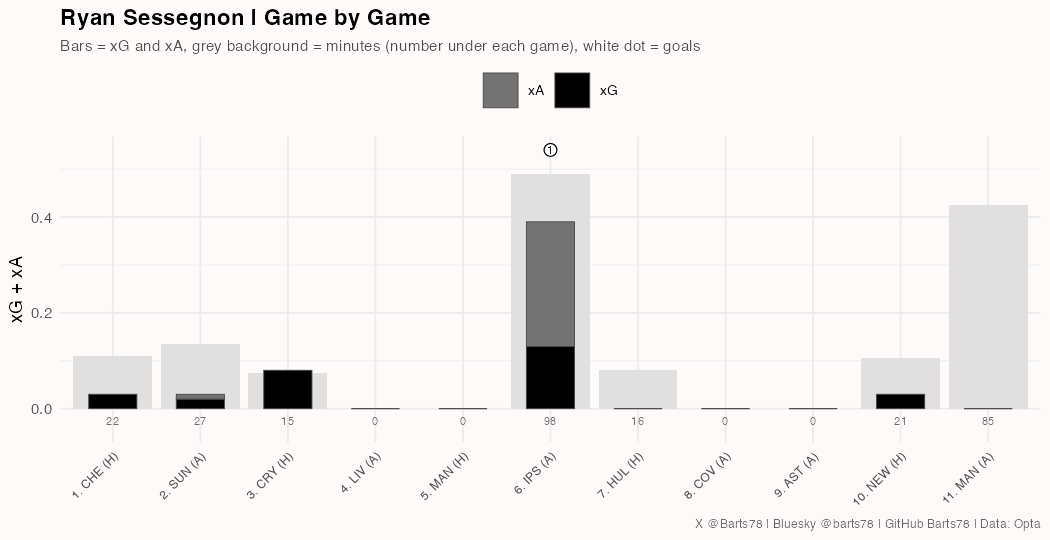 Ryan Sessegnon | Game by Game
Bars = xG and xA, grey background = minutes (number under each game), white dot = goals
xA xG
1
xG + xA
0.4
0.2
0.0
22 27 15 0 0 98 16 0 0 21 85
1. CHE (H)
2. SUN (A)
3. CRY (H)
4. LIV (A)
5. MAN (H)
6. IPS (A)
7. HUL (H)
8. COV (A)
9. AST (A)
10. NEW (H)
11. MAN (A)
X @Barts78 | Bluesky @barts78 | GitHub Barts78 | Data: Opta